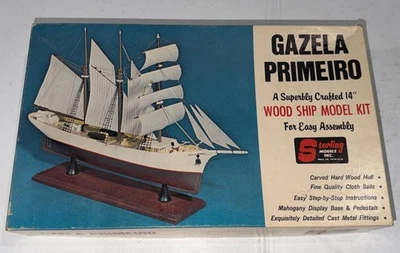 GAZELA
PRIMEIRO
A Superbly Crafted 14"
WOOD SHIP MODEL KIT
For Easy Assembly
Sterling
MODELS
INC.
Carved Hard Wood Hull •
Fine Quality Cloth Sails •
Easy Step-by-Step Instructions •
Mahogany Display Base & Pedestals •
Exquisitely Detailed Cast Metal Fittings •